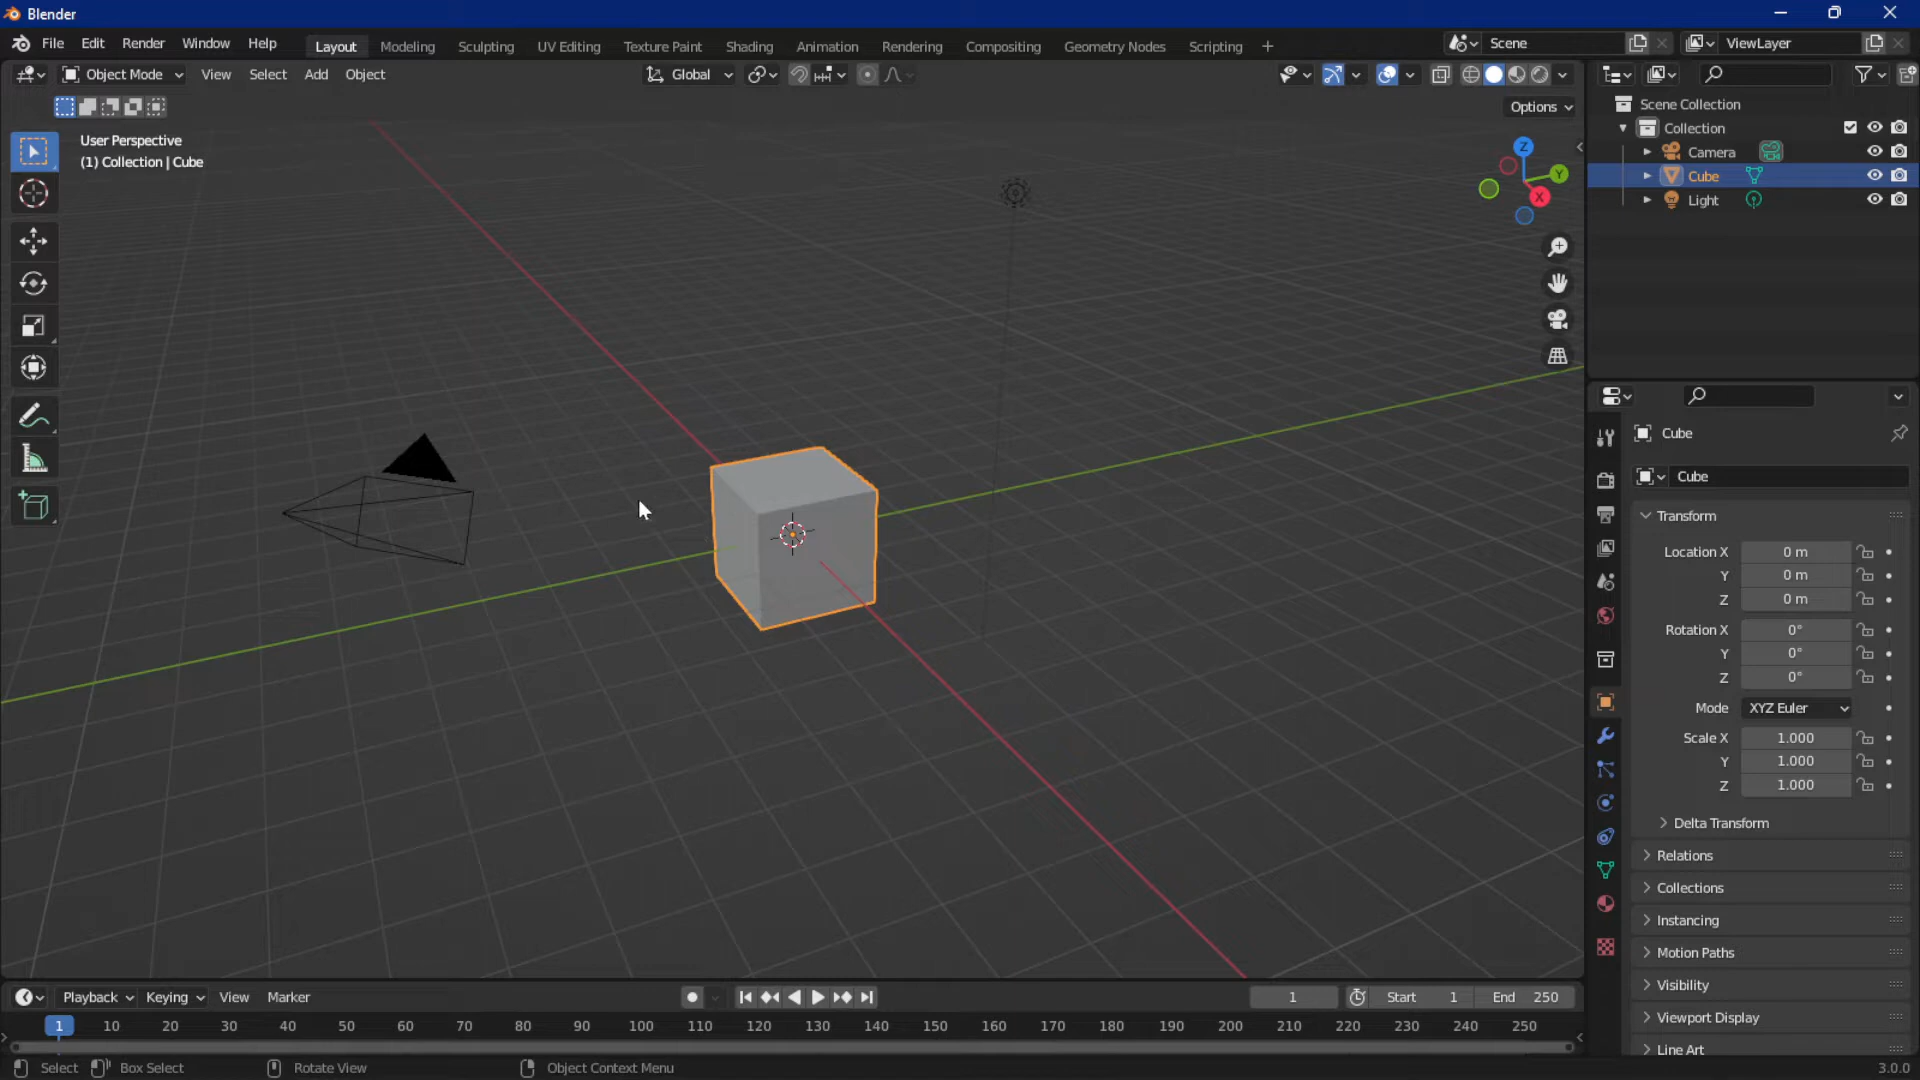 Blender
File Edit Render Window Help Layout Modeling Sculpting UV Editing Texture Paint Shading Animation Rendering Compositing Geometry Nodes Scripting + Scene ViewLayer
Object Mode View Select Add Object Global
Options
User Perspective
(1) Collection | Cube
Z
Y
X
Scene Collection
Collection
Camera
Cube
Light
Cube
Cube
Transform
Location X 0 m
Y 0 m
Z 0 m
Rotation X 0°
Y 0°
Z 0°
Mode XYZ Euler
Scale X 1.000
Y 1.000
Z 1.000
Delta Transform
Relations
Collections
Instancing
Motion Paths
Visibility
Viewport Display
Line Art
Playback Keying View Marker 1 Start 1 End 250
1 10 20 30 40 50 60 70 80 90 100 110 120 130 140 150 160 170 180 190 200 210 220 230 240 250
Select Box Select Rotate View Object Context Menu 3.0.0